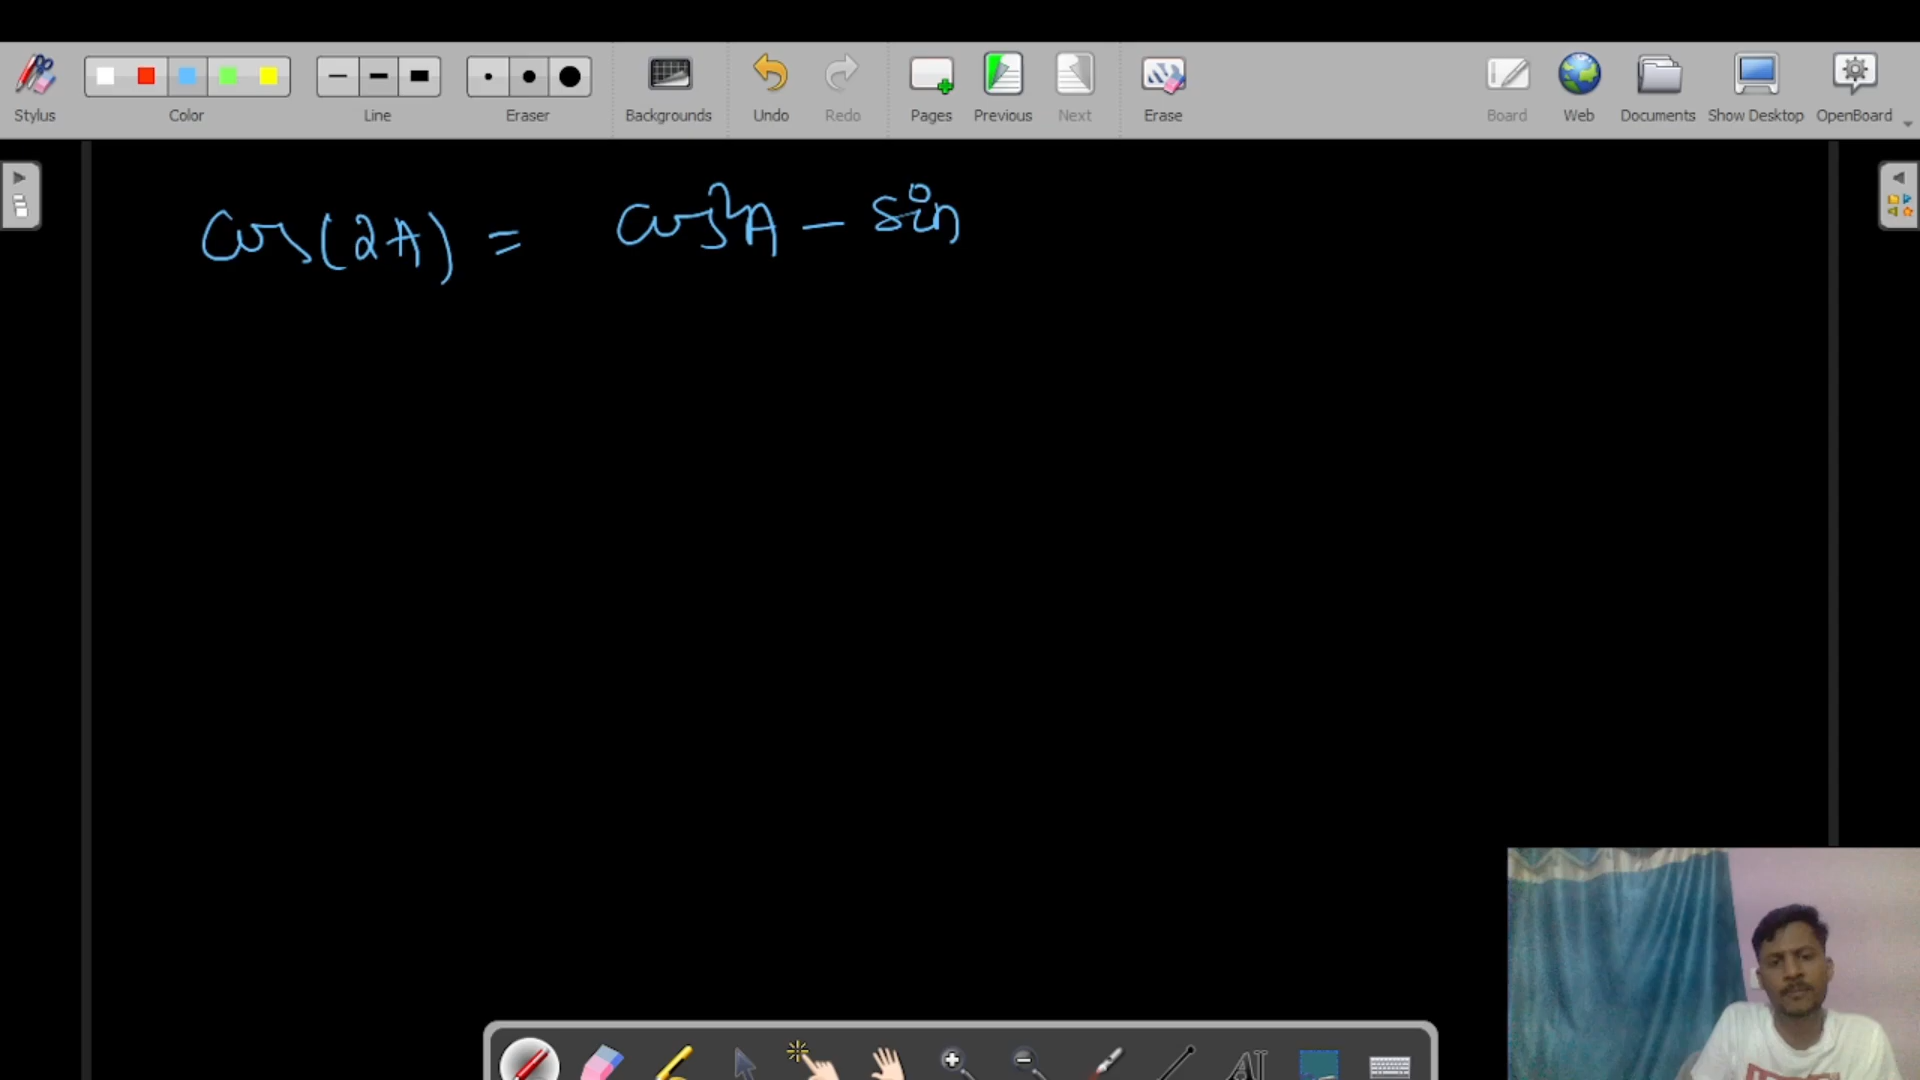 Stylus Color Line Eraser Backgrounds Undo Redo Pages Previous Next Erase Board Web Documents Show Desktop OpenBoard
cos(2A) = cos²A - sin